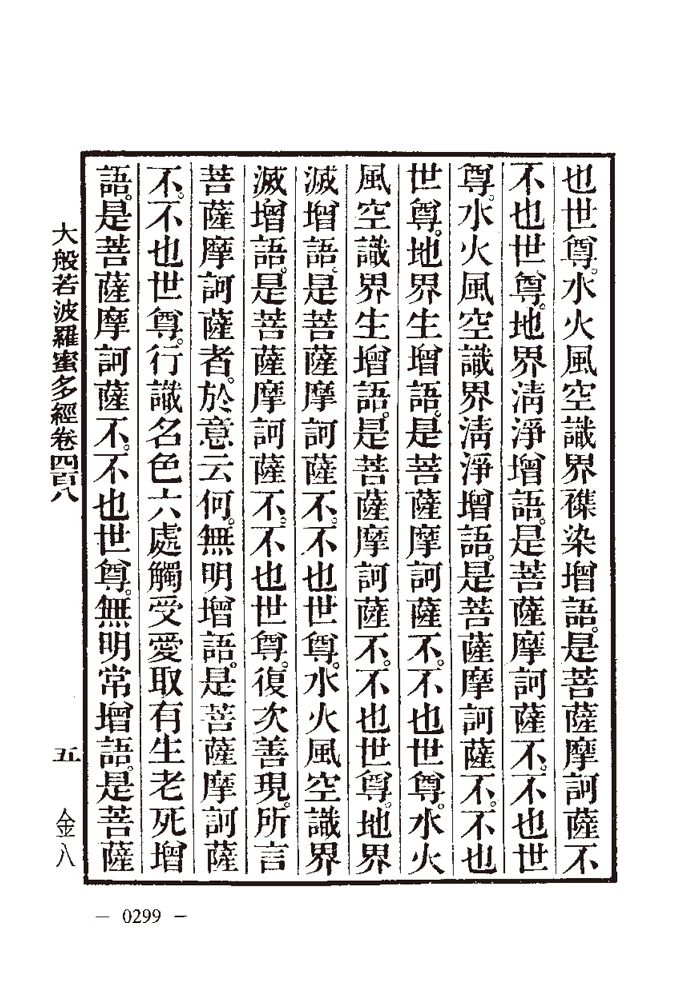 也世尊。水火風空識界襍染增語。是菩薩摩訶薩不
不也世尊。地界清淨增語。是菩薩摩訶薩不。不也世
尊。水火風空識界清淨增語。是菩薩摩訶薩不。不也
世尊。地界生增語。是菩薩摩訶薩不。不也世尊。水火
風空識界生增語。是菩薩摩訶薩不。不也世尊。地界
滅增語。是菩薩摩訶薩不。不也世尊。水火風空識界
滅增語。是菩薩摩訶薩不。不也世尊。復次善現。所言
菩薩摩訶薩者。於意云何。無明增語。是菩薩摩訶薩
不。不也世尊。行識名色六處觸受愛取有生老死增
語。是菩薩摩訶薩不。不也世尊。無明常增語。是菩薩
大般若波羅蜜多經卷四百八 五 金八
— 0299 —